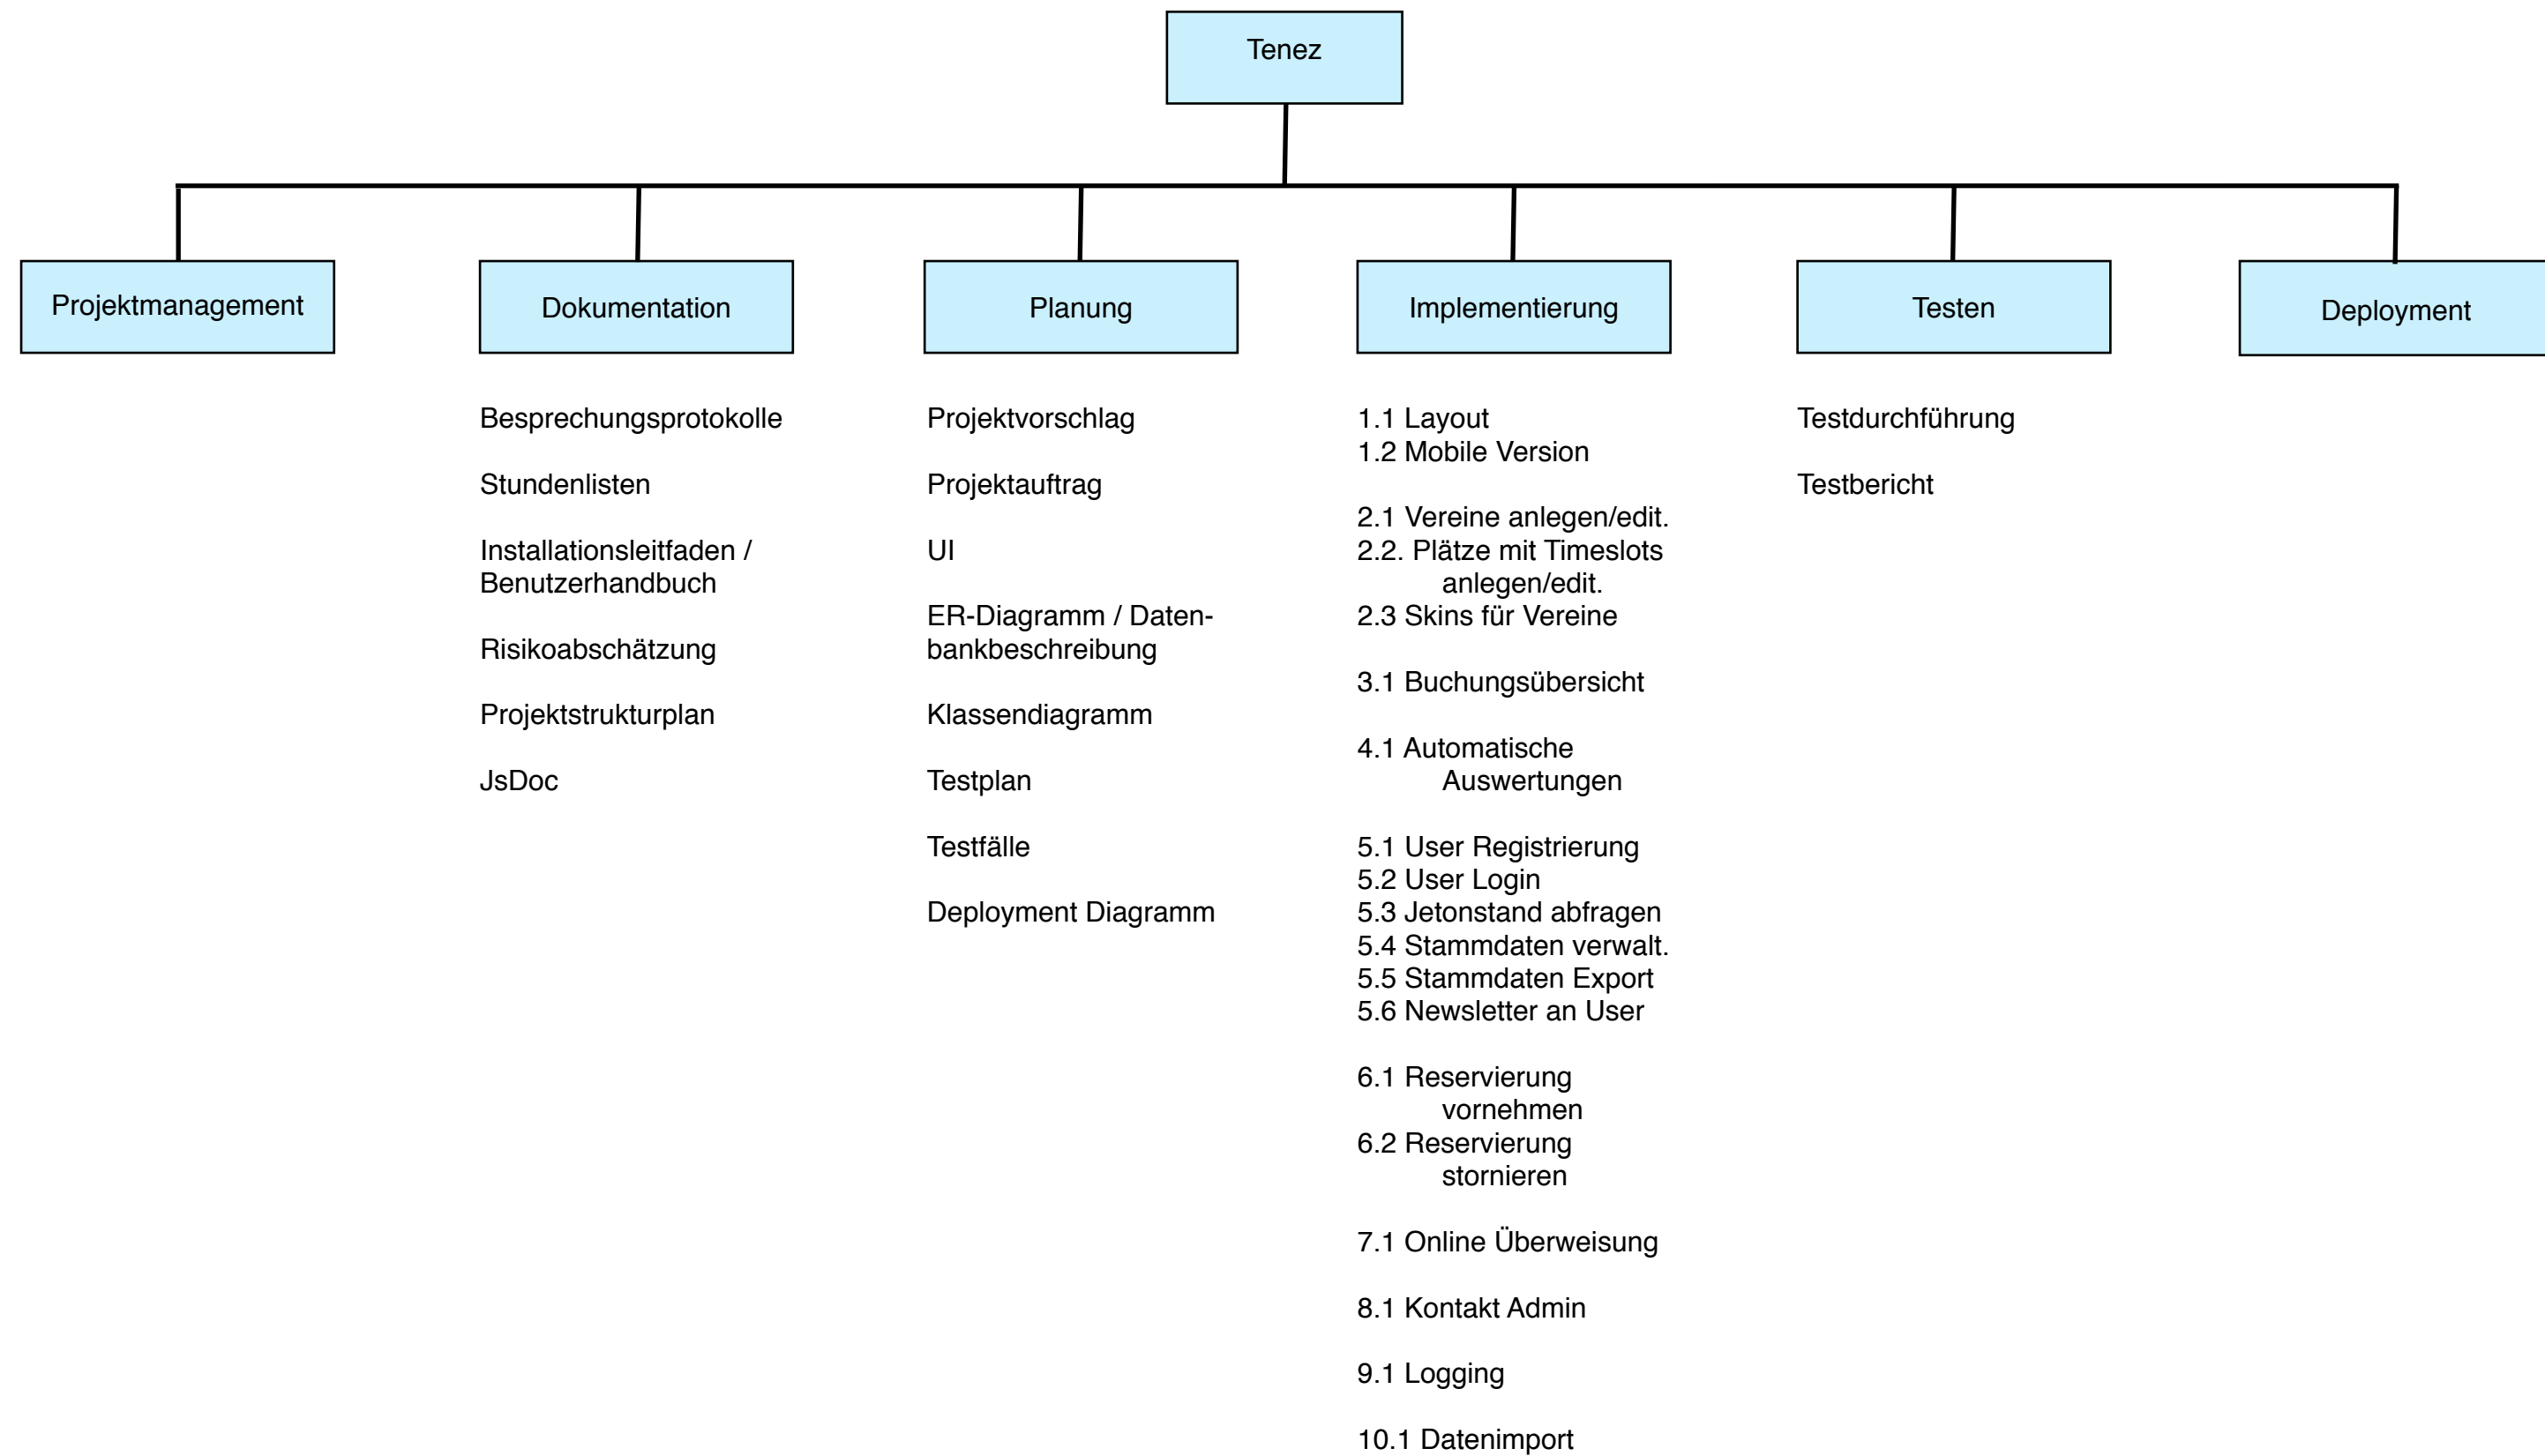 Tenez
Projektmanagement
Dokumentation
Planung
Implementierung
Testen
Deployment
Besprechungsprotokolle
Stundenlisten
Installationsleitfaden /
Benutzerhandbuch
Risikoabschätzung
Projektstrukturplan
JsDoc
Projektvorschlag
Projektauftrag
UI
ER-Diagramm / Daten-
bankbeschreibung
Klassendiagramm
Testplan
Testfälle
Deployment Diagramm
1.1 Layout
1.2 Mobile Version
2.1 Vereine anlegen/edit.
2.2. Plätze mit Timeslots
anlegen/edit.
2.3 Skins für Vereine
3.1 Buchungsübersicht
4.1 Automatische
Auswertungen
5.1 User Registrierung
5.2 User Login
5.3 Jetonstand abfragen
5.4 Stammdaten verwalt.
5.5 Stammdaten Export
5.6 Newsletter an User
6.1 Reservierung
vornehmen
6.2 Reservierung
stornieren
7.1 Online Überweisung
8.1 Kontakt Admin
9.1 Logging
10.1 Datenimport
Testdurchführung
Testbericht